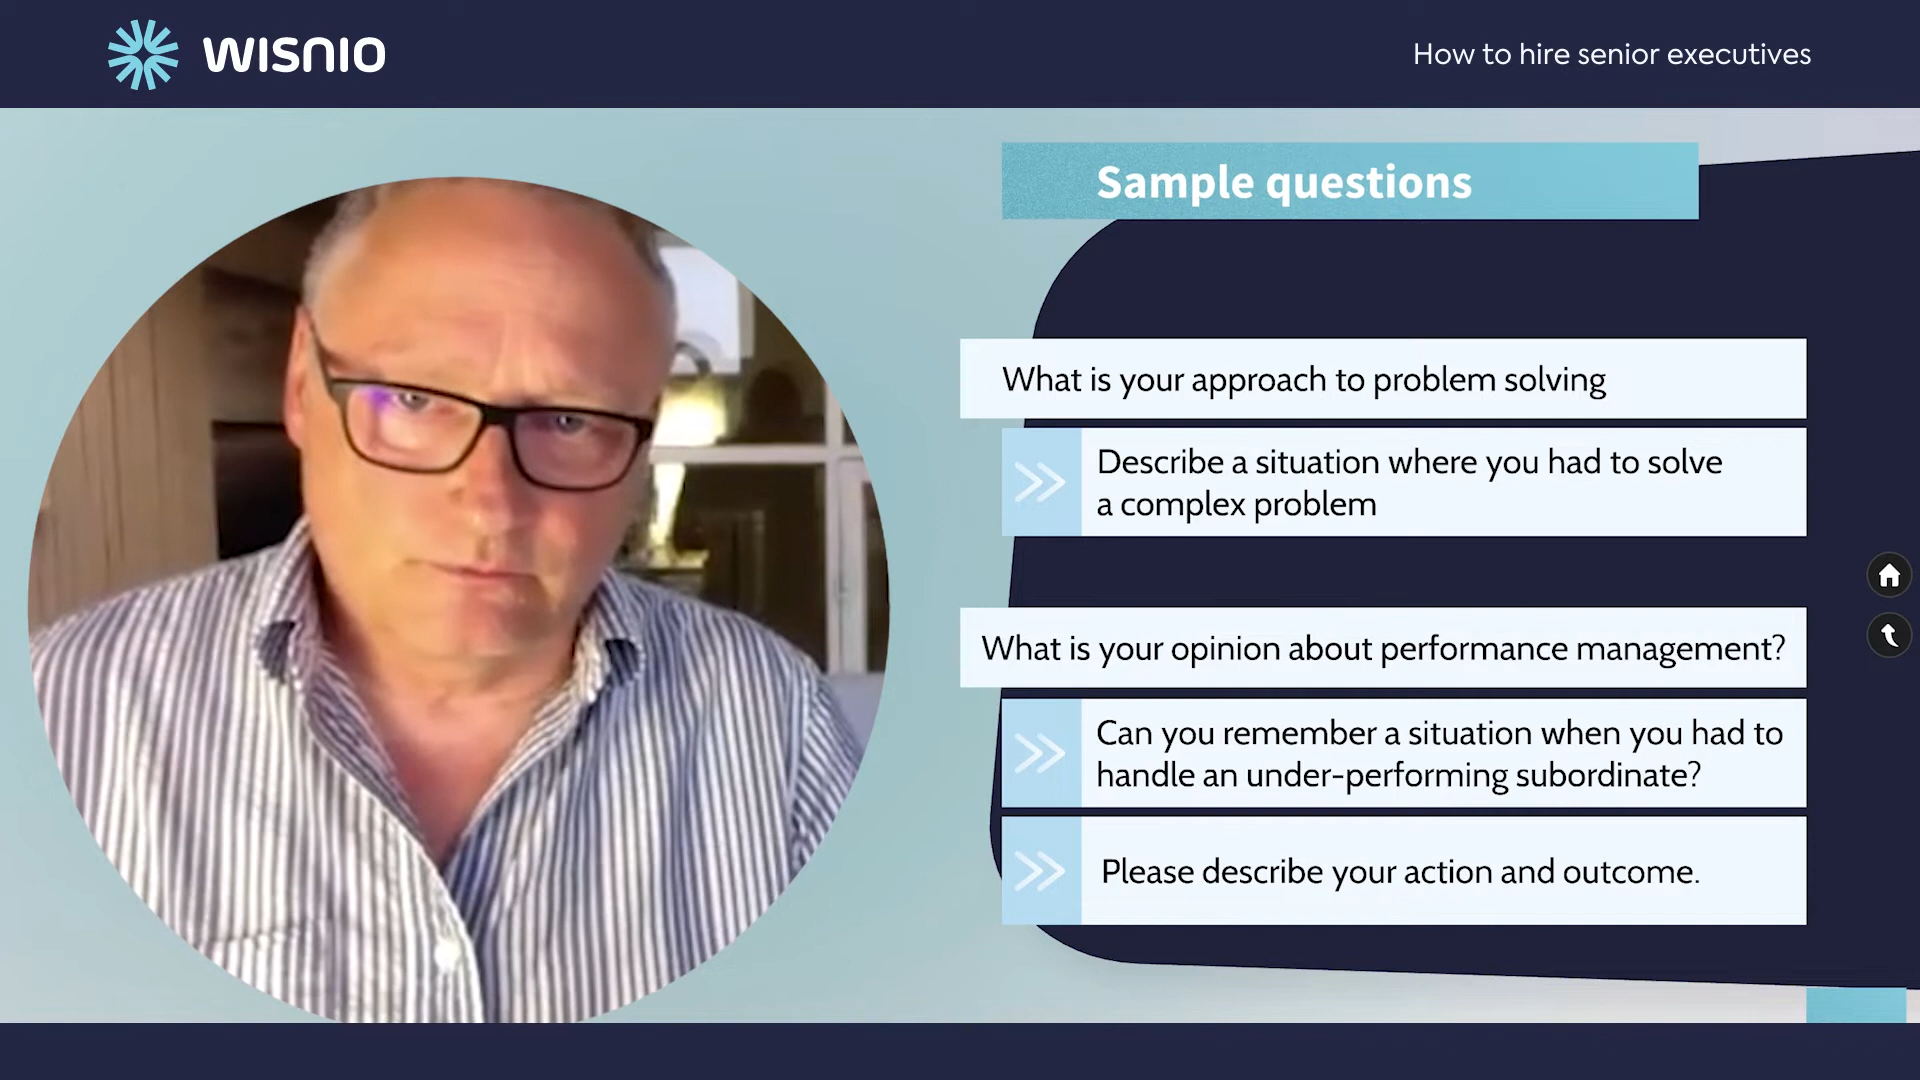 WISNIO
How to hire senior executives
Sample questions
What is your approach to problem solving
Describe a situation where you had to solve
a complex problem
What is your opinion about performance management?
Can you remember a situation when you had to
handle an under-performing subordinate?
Please describe your action and outcome.